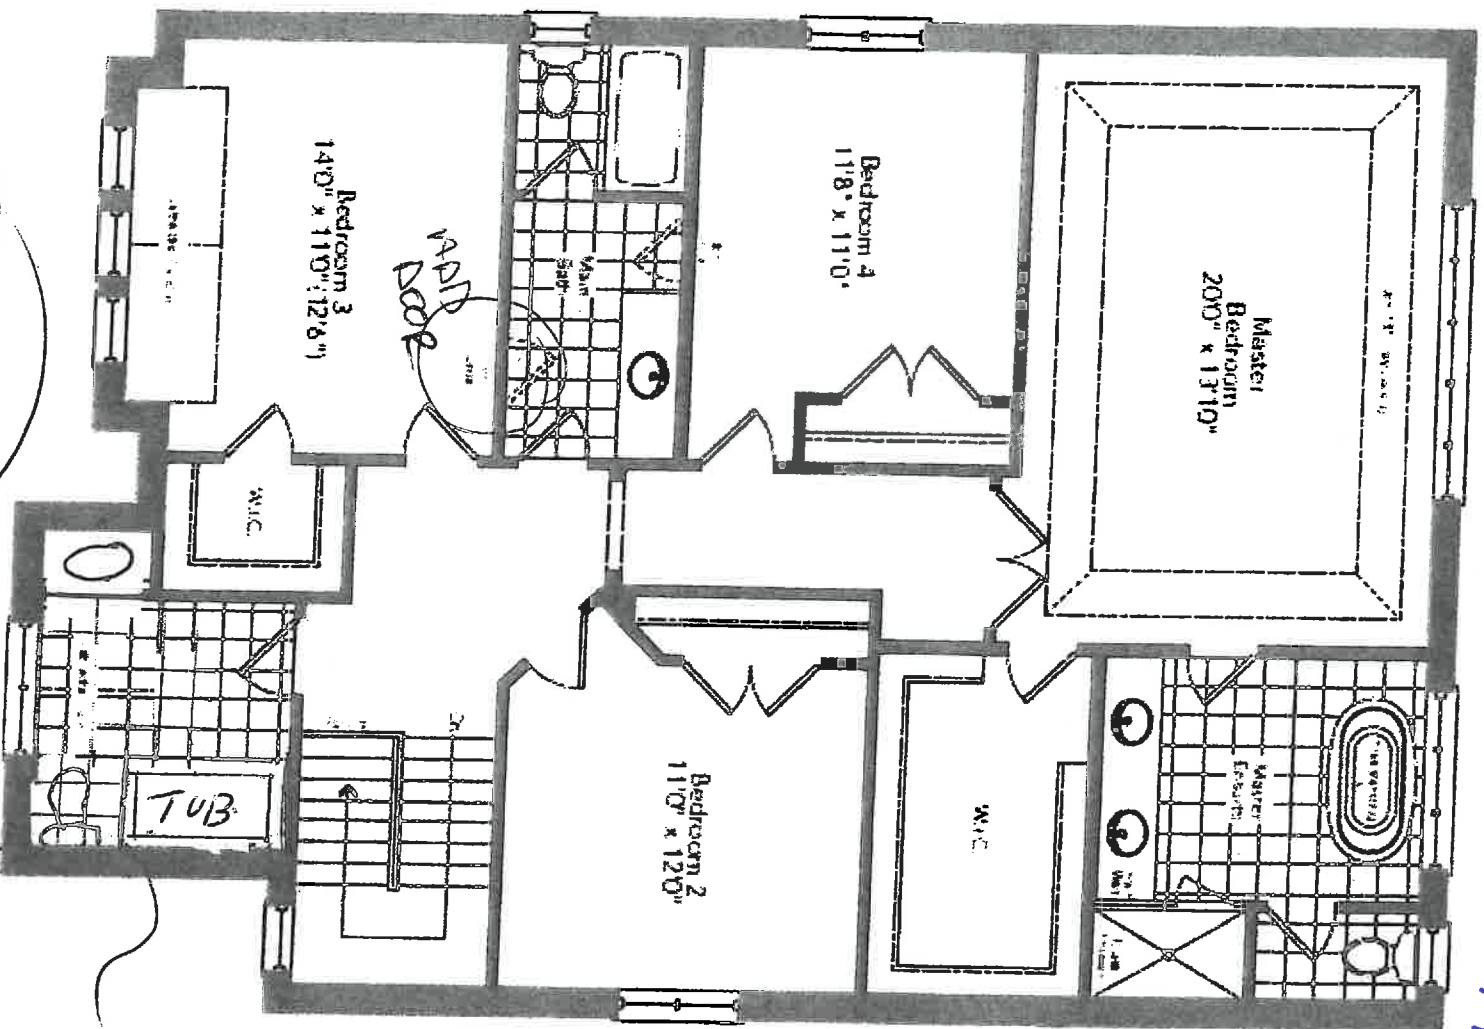 Master
Bedroom
20'0" x 13'10"
Bedroom 4
11'8" x 11'0"
Main
Bath
Bedroom 3
14'0" x 11'0" (12'6")
ADD
DOOR
W.I.C.
Master
Ensuite
W.I.C.
Bedroom 2
11'0" x 12'0"
TUB